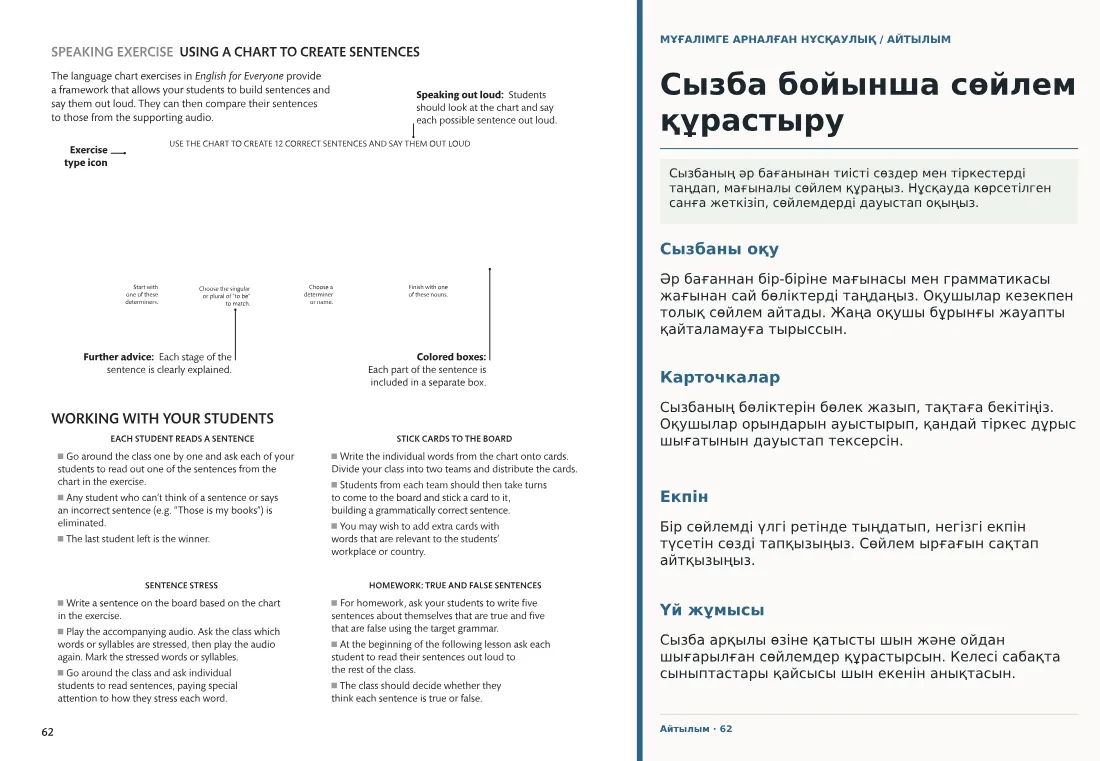 SPEAKING EXERCISE USING A CHART TO CREATE SENTENCES
The language chart exercises in English for Everyone provide
a framework that allows your students to build sentences and
say them out loud. They can then compare their sentences
to those from the supporting audio.
Speaking out loud: Students
should look at the chart and say
each possible sentence out loud.
Exercise
type icon
USE THE CHART TO CREATE 12 CORRECT SENTENCES AND SAY THEM OUT LOUD
Start with
one of these
determiners.
Choose the singular
or plural of "to be"
to match.
Choose a
determiner
or name.
Finish with one
of these nouns.
Further advice: Each stage of the
sentence is clearly explained.
Colored boxes:
Each part of the sentence is
included in a separate box.
WORKING WITH YOUR STUDENTS
EACH STUDENT READS A SENTENCE
■ Go around the class one by one and ask each of your
students to read out one of the sentences from the
chart in the exercise.
■ Any student who can't think of a sentence or says
an incorrect sentence (e.g. "Those is my books") is
eliminated.
■ The last student left is the winner.
STICK CARDS TO THE BOARD
■ Write the individual words from the chart onto cards.
Divide your class into two teams and distribute the cards.
■ Students from each team should then take turns
to come to the board and stick a card to it,
building a grammatically correct sentence.
■ You may wish to add extra cards with
words that are relevant to the students'
workplace or country.
SENTENCE STRESS
■ Write a sentence on the board based on the chart
in the exercise.
■ Play the accompanying audio. Ask the class which
words or syllables are stressed, then play the audio
again. Mark the stressed words or syllables.
■ Go around the class and ask individual
students to read sentences, paying special
attention to how they stress each word.
HOMEWORK: TRUE AND FALSE SENTENCES
■ For homework, ask your students to write five
sentences about themselves that are true and five
that are false using the target grammar.
■ At the beginning of the following lesson ask each
student to read their sentences out loud to
the rest of the class.
■ The class should decide whether they
think each sentence is true or false.
62
МҰҒАЛІМГЕ АРНАЛҒАН НҰСҚАУЛЫҚ / АЙТЫЛЫМ
Сызба бойынша сөйлем
құрастыру
Сызбаның әр бағанынан тиісті сөздер мен тіркестерді
таңдап, мағыналы сөйлем құраңыз. Нұсқауда көрсетілген
санға жеткізіп, сөйлемдерді дауыстап оқыңыз.
Сызбаны оқу
Әр бағаннан бір-біріне мағынасы мен грамматикасы
жағынан сай бөліктерді таңдаңыз. Оқушылар кезекпен
толық сөйлем айтады. Жаңа оқушы бұрынғы жауапты
қайталамауға тырыссын.
Карточкалар
Сызбаның бөліктерін бөлек жазып, тақтаға бекітіңіз.
Оқушылар орындарын ауыстырып, қандай тіркес дұрыс
шығатынын дауыстап тексерсін.
Екпін
Бір сөйлемді үлгі ретінде тыңдатып, негізгі екпін
түсетін сөзді тапқызыңыз. Сөйлем ырғағын сақтап
айтқызыңыз.
Үй жұмысы
Сызба арқылы өзіне қатысты шын және ойдан
шығарылған сөйлемдер құрастырсын. Келесі сабақта
сыныптастары қайсысы шын екенін анықтасын.
Айтылым · 62